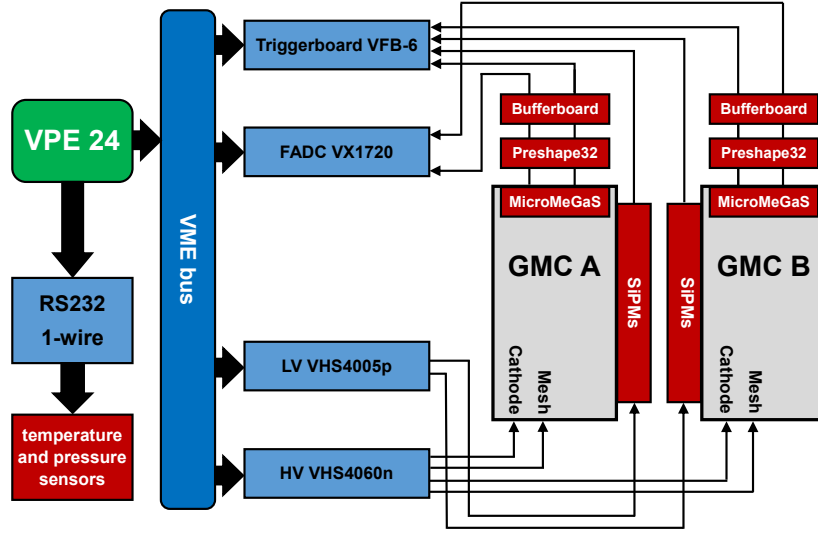 Triggerboard VFB-6
VPE 24
FADC VX1720
VME bus
RS232
1-wire
LV VHS4005p
temperature
and pressure
sensors
HV VHS4060n
Bufferboard
Preshape32
MicroMeGaS
GMC A
Cathode
Mesh
SiPMs
SiPMs
Bufferboard
Preshape32
MicroMeGaS
GMC B
Cathode
Mesh